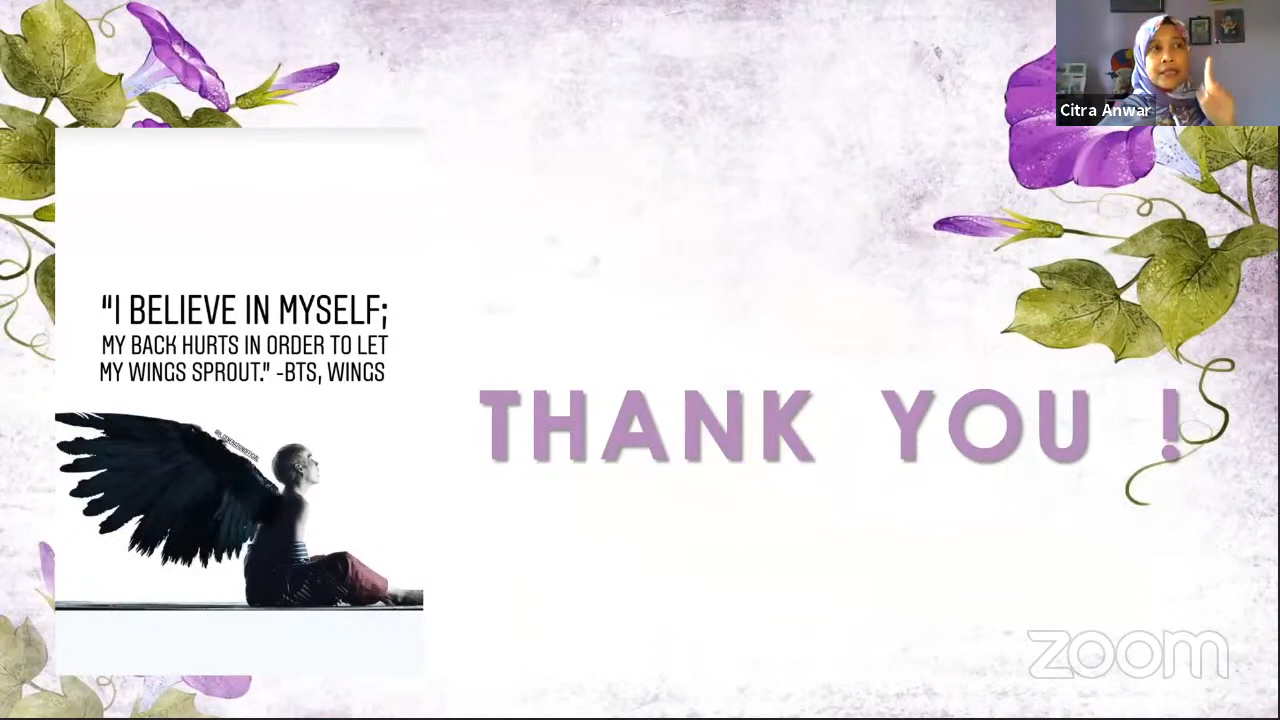 Citra Anwar
"I BELIEVE IN MYSELF;
MY BACK HURTS IN ORDER TO LET
MY WINGS SPROUT." -BTS, WINGS
THANK YOU !
zoom